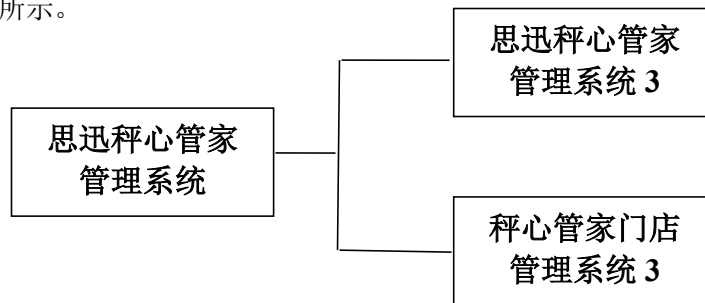 所示。
思迅秤心管家
管理系统 3
思迅秤心管家
管理系统
秤心管家门店
管理系统 3